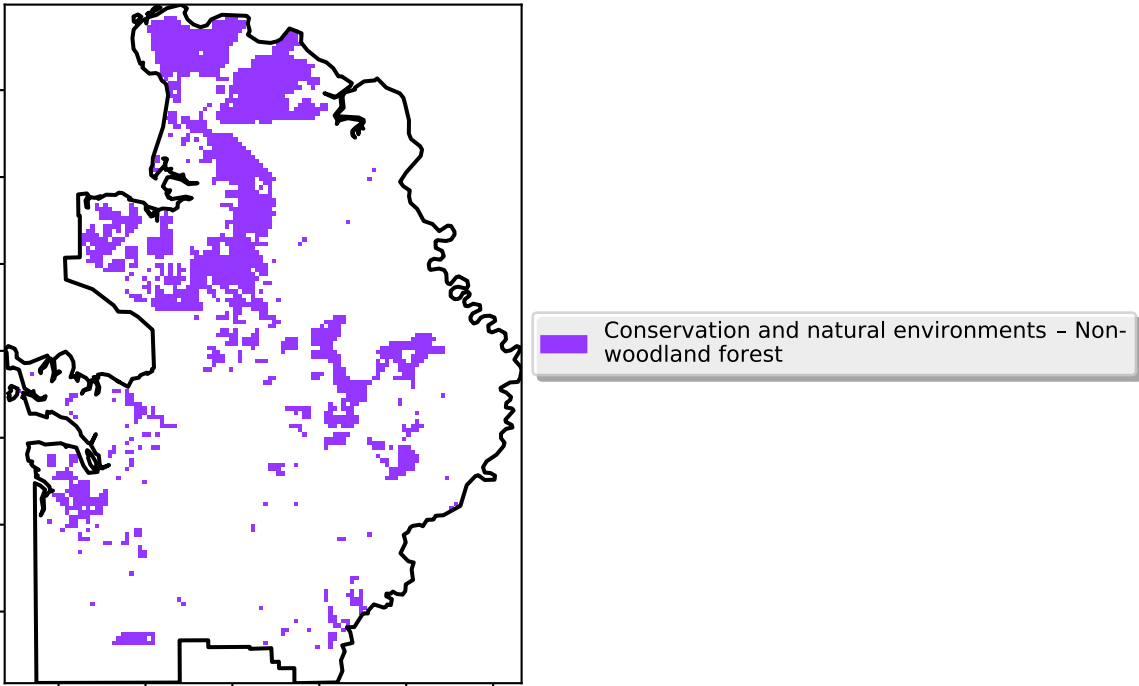 Conservation and natural environments – Non-
woodland forest